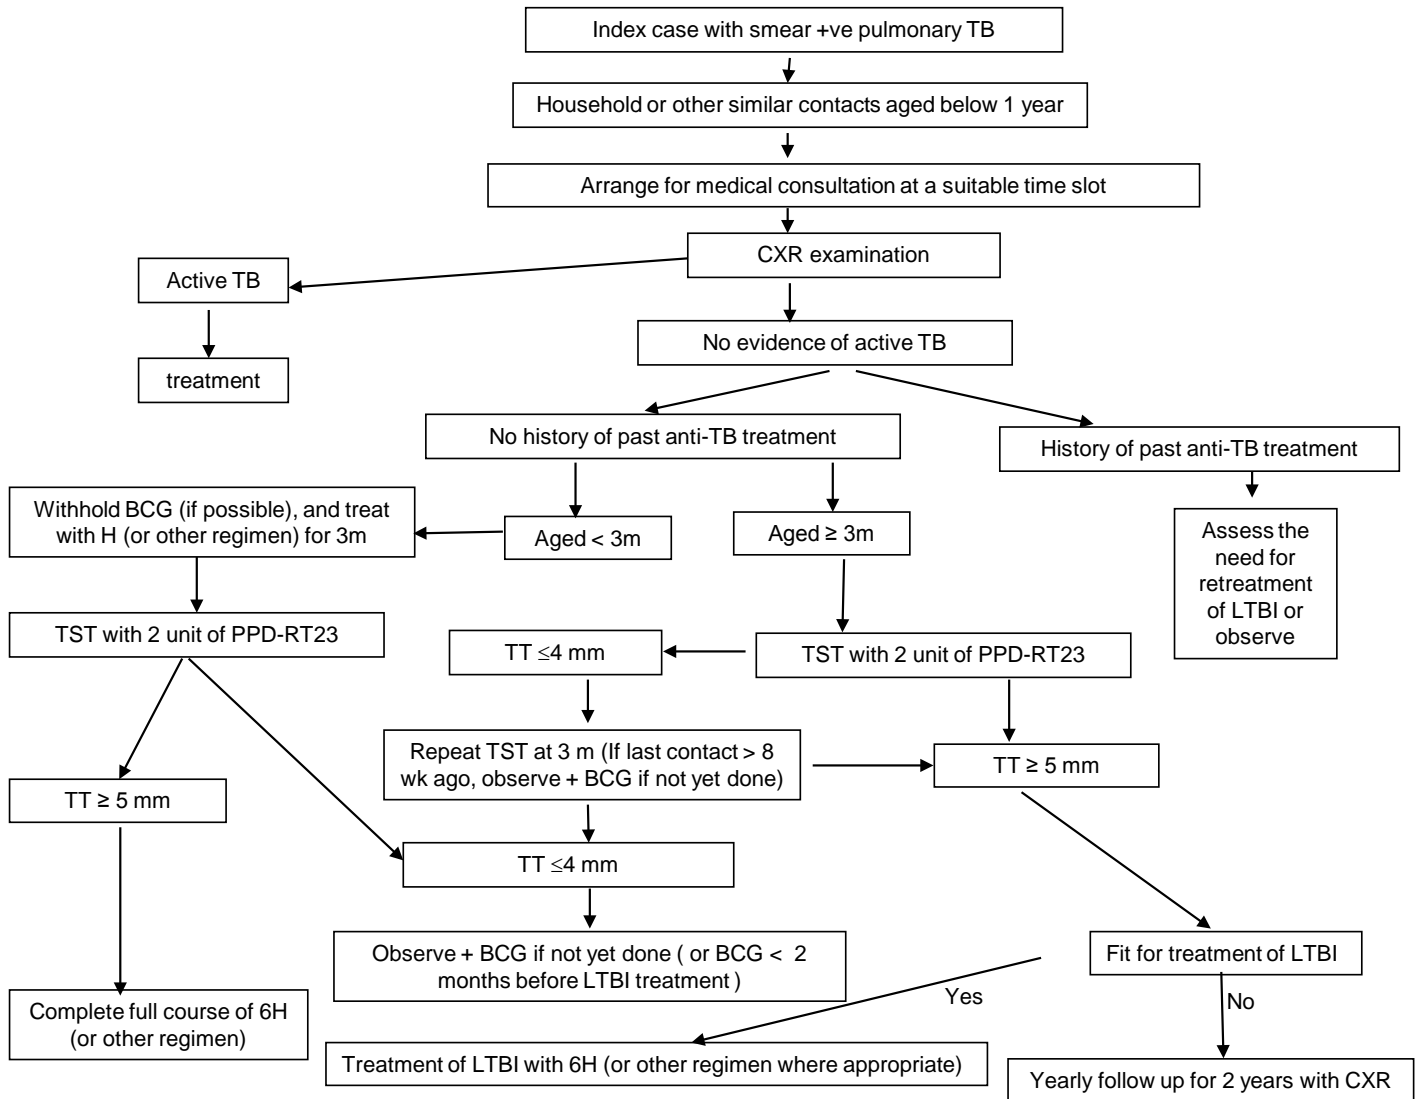 Index case with smear +ve pulmonary TB
Household or other similar contacts aged below 1 year
Arrange for medical consultation at a suitable time slot
CXR examination
Active TB
No evidence of active TB
treatment
No history of past anti-TB treatment
History of past anti-TB treatment
Withhold BCG (if possible), and treat
with H (or other regimen) for 3m
Aged < 3m
Aged ≥ 3m
Assess the
need for
retreatment
of LTBI or
observe
TST with 2 unit of PPD-RT23
TT ≤4 mm
TST with 2 unit of PPD-RT23
Repeat TST at 3 m (If last contact > 8
wk ago, observe + BCG if not yet done)
TT ≥ 5 mm
TT ≥ 5 mm
TT ≤4 mm
Observe + BCG if not yet done ( or BCG < 2
months before LTBI treatment )
Fit for treatment of LTBI
Yes
No
Complete full course of 6H
(or other regimen)
Treatment of LTBI with 6H (or other regimen where appropriate)
Yearly follow up for 2 years with CXR